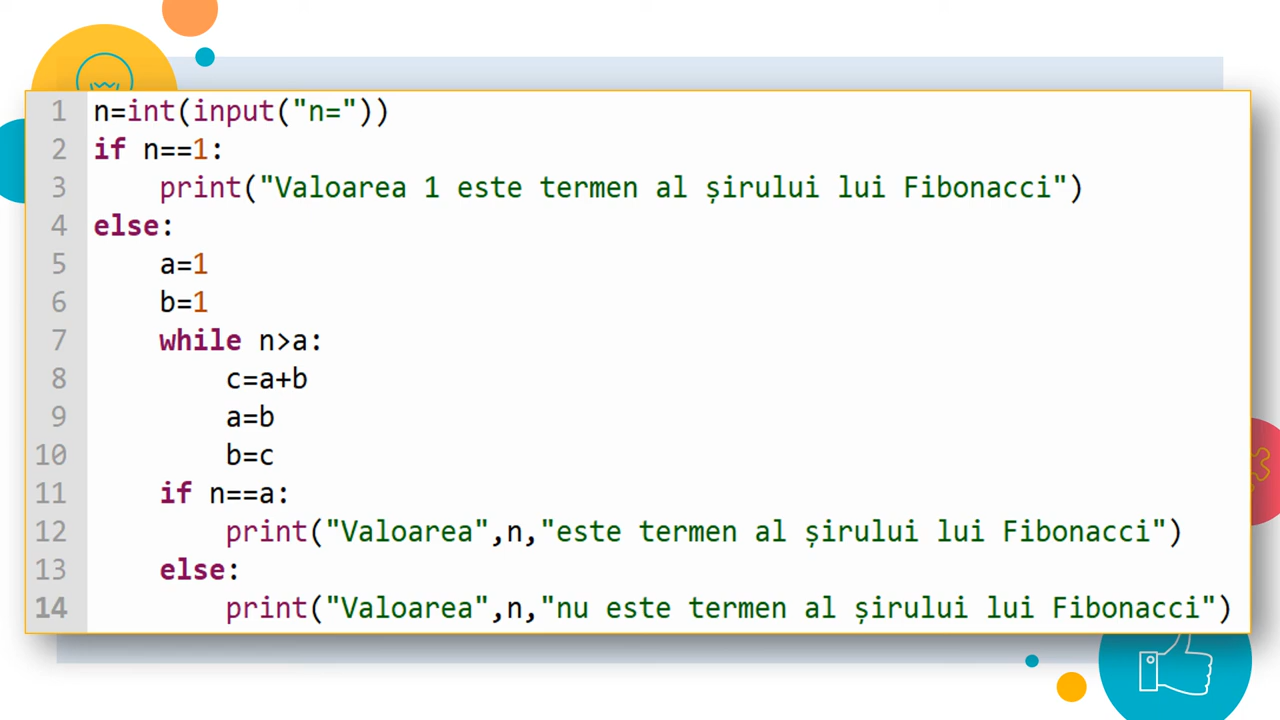 1 n=int(input("n="))
2 if n==1:
3     print("Valoarea 1 este termen al șirului lui Fibonacci")
4 else:
5     a=1
6     b=1
7     while n>a:
8         c=a+b
9         a=b
10         b=c
11     if n==a:
12         print("Valoarea",n,"este termen al șirului lui Fibonacci")
13     else:
14         print("Valoarea",n,"nu este termen al șirului lui Fibonacci")